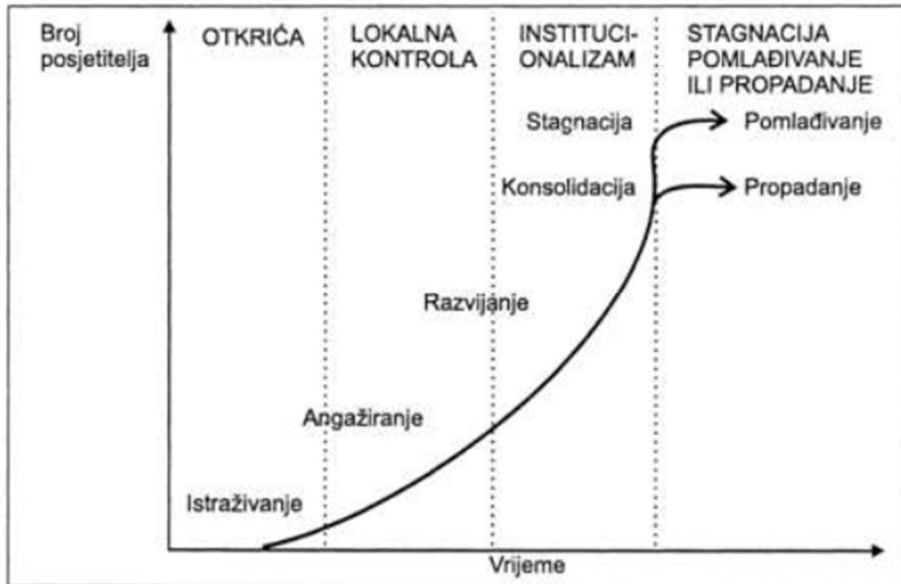 Broj
posjetitelja
OTKRIĆA
LOKALNA
KONTROLA
INSTITUCI-
ONALIZAM
STAGNACIJA
POMLAĐIVANJE
ILI PROPADANJE
Stagnacija
Pomlađivanje
Konsolidacija
Propadanje
Razvijanje
Angažiranje
Istraživanje
Vrijeme